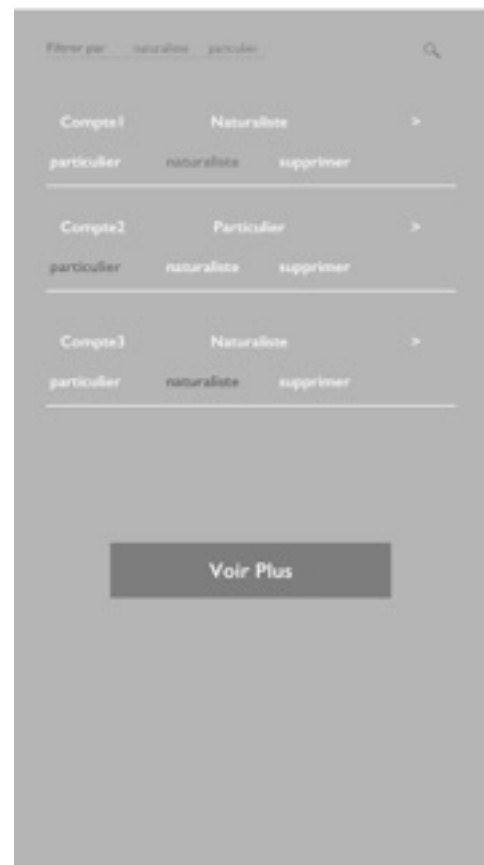 Filtrer par naturaliste particulier
Compte1 Naturaliste >
particulier naturaliste supprimer
Compte2 Particulier >
particulier naturaliste supprimer
Compte3 Naturaliste >
particulier naturaliste supprimer
Voir Plus